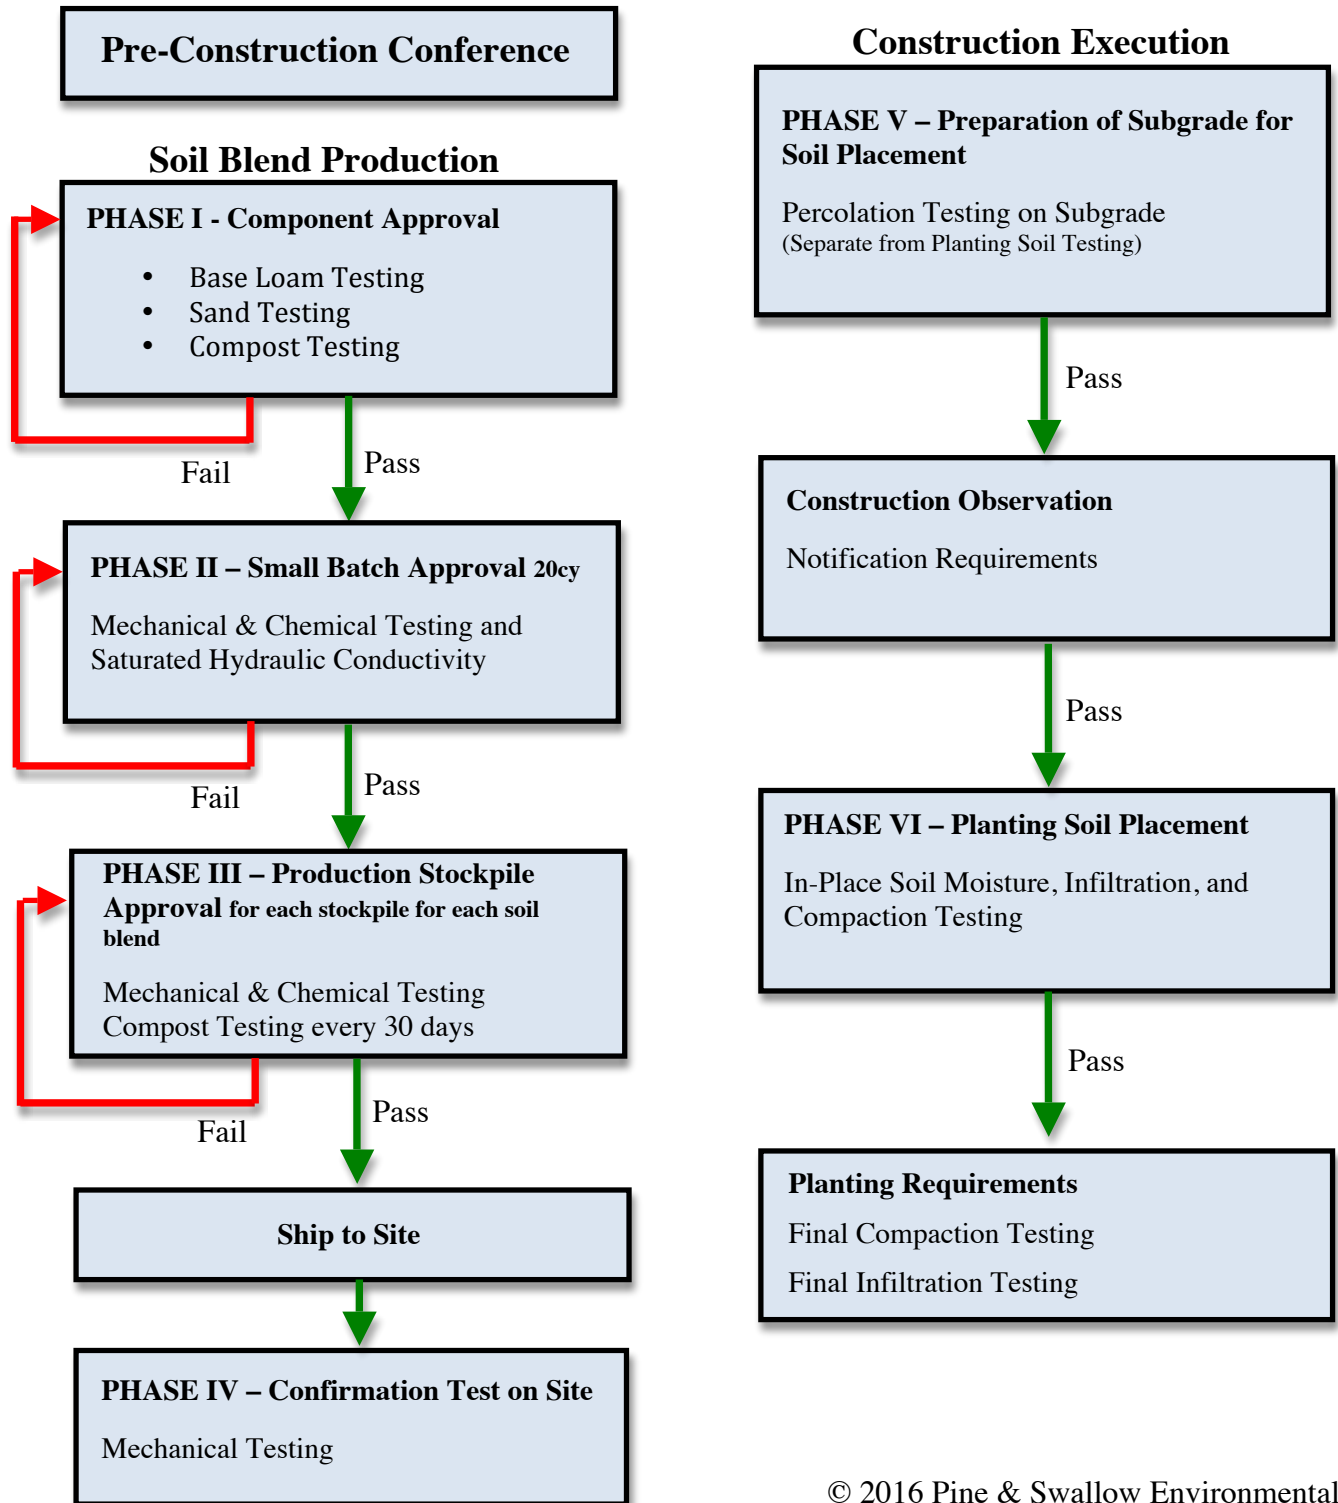 Pre-Construction Conference
Soil Blend Production
PHASE I - Component Approval
• Base Loam Testing
• Sand Testing
• Compost Testing
Fail
Pass
PHASE II – Small Batch Approval 20cy
Mechanical & Chemical Testing and
Saturated Hydraulic Conductivity
Fail
Pass
PHASE III – Production Stockpile
Approval for each stockpile for each soil
blend
Mechanical & Chemical Testing
Compost Testing every 30 days
Fail
Pass
Ship to Site
PHASE IV – Confirmation Test on Site
Mechanical Testing
Construction Execution
PHASE V – Preparation of Subgrade for
Soil Placement
Percolation Testing on Subgrade
(Separate from Planting Soil Testing)
Pass
Construction Observation
Notification Requirements
Pass
PHASE VI – Planting Soil Placement
In-Place Soil Moisture, Infiltration, and
Compaction Testing
Pass
Planting Requirements
Final Compaction Testing
Final Infiltration Testing
© 2016 Pine & Swallow Environmental